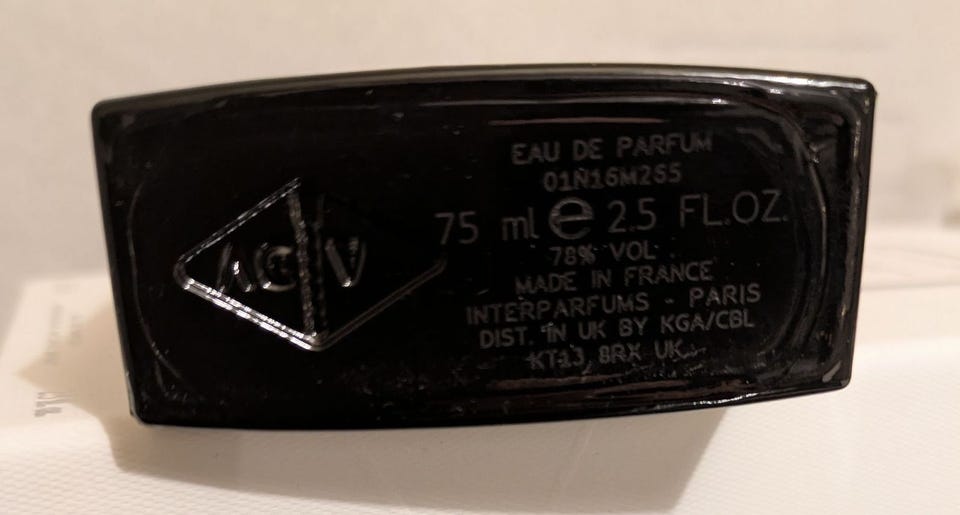 EAU DE PARFUM
01N16M265
75 ml e 2.5 FL.OZ.
78% VOL
MADE IN FRANCE
INTERPARFUMS - PARIS
DIST. IN UK BY KGA/CBL
KT13 8RX UK